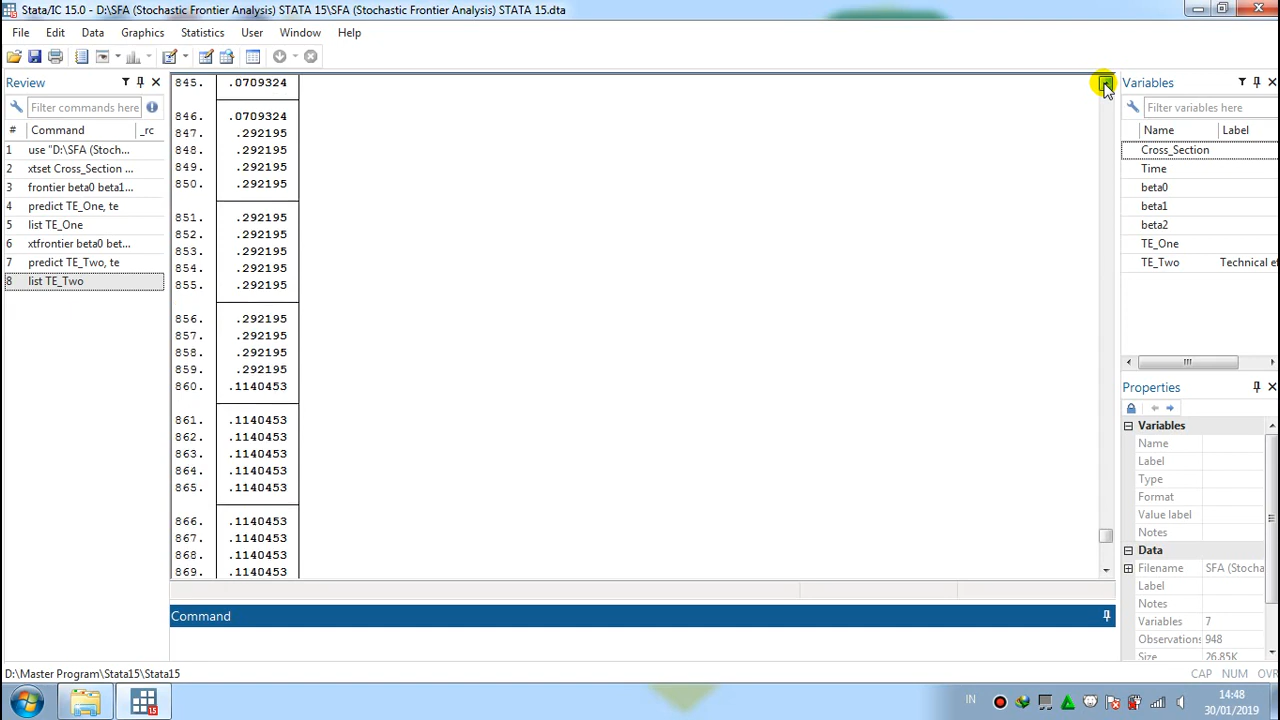 Stata/IC 15.0 - D:\SFA (Stochastic Frontier Analysis) STATA 15\SFA (Stochastic Frontier Analysis) STATA 15.dta
File Edit Data Graphics Statistics User Window Help
Review
Filter commands here
# Command _rc
1 use "D:\SFA (Stoch...
2 xtset Cross_Section ...
3 frontier beta0 beta1...
4 predict TE_One, te
5 list TE_One
6 xtfrontier beta0 bet...
7 predict TE_Two, te
8 list TE_Two
845. .0709324
846. .0709324
847. .292195
848. .292195
849. .292195
850. .292195
851. .292195
852. .292195
853. .292195
854. .292195
855. .292195
856. .292195
857. .292195
858. .292195
859. .292195
860. .1140453
861. .1140453
862. .1140453
863. .1140453
864. .1140453
865. .1140453
866. .1140453
867. .1140453
868. .1140453
869. .1140453
Command
Variables
Filter variables here
Name Label
Cross_Section
Time
beta0
beta1
beta2
TE_One
TE_Two Technical ef
Properties
Variables
Name
Label
Type
Format
Value label
Notes
Data
Filename SFA (Stocha
Label
Notes
Variables 7
Observations 948
Size 26.85K
D:\Master Program\Stata15\Stata15
CAP NUM OVR
IN
14:48
30/01/2019